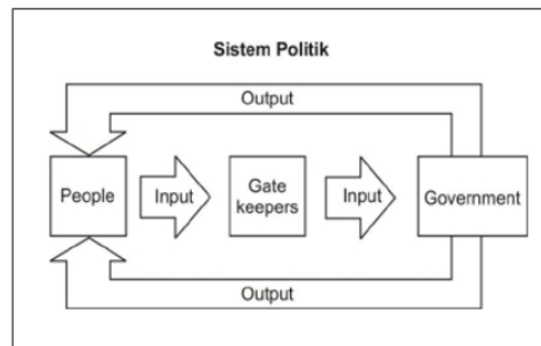 Sistem Politik
Output
People
Input
Gate
keepers
Input
Government
Output